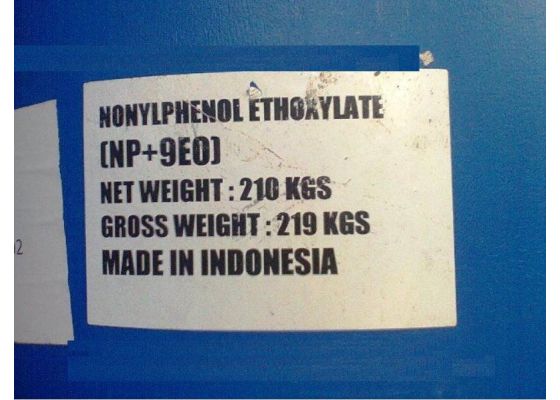 NONYLPHENOL ETHOXYLATE
(NP+9EO)
NET WEIGHT : 210 KGS
GROSS WEIGHT : 219 KGS
MADE IN INDONESIA